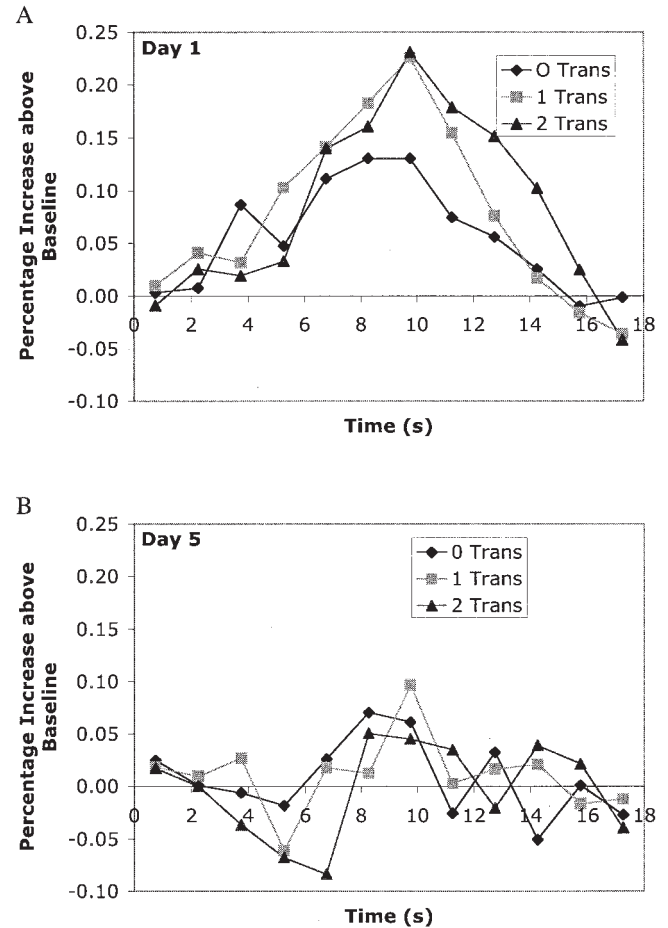 A
Day 1
Percentage Increase above
Baseline
0.25
0.20
0.15
0.10
0.05
0.00
-0.05
-0.10
O Trans
1 Trans
2 Trans
0 2 4 6 8 10 12 14 16 18
Time (s)
B
Day 5
Percentage Increase above
Baseline
0.25
0.20
0.15
0.10
0.05
0.00
-0.05
-0.10
0 Trans
1 Trans
2 Trans
0 2 4 6 8 10 12 14 16 18
Time (s)